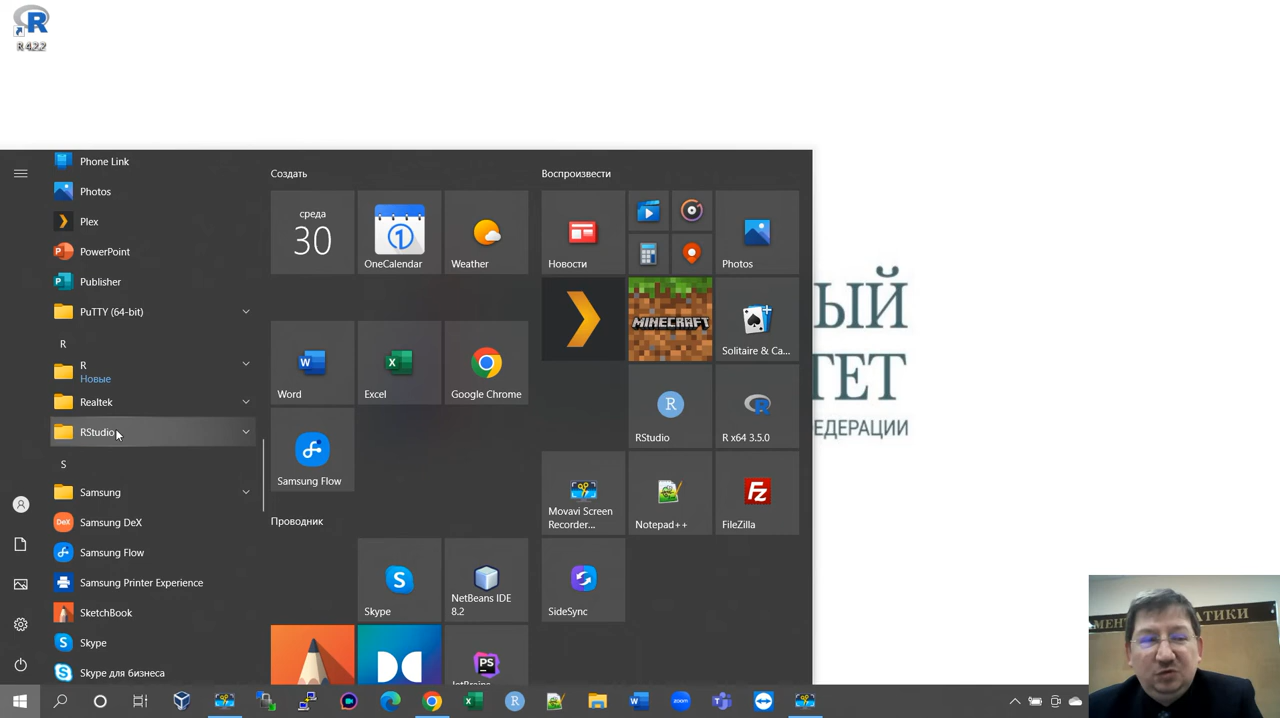 R 4.2.2
Phone Link
Photos
Plex
PowerPoint
Publisher
PuTTY (64-bit)
R
R
Новые
Realtek
RStudio
S
Samsung
Samsung DeX
Samsung Flow
Samsung Printer Experience
SketchBook
Skype
Skype для бизнеса
Создать
среда
30
OneCalendar
Weather
Word
Excel
Google Chrome
Samsung Flow
Проводник
Skype
NetBeans IDE
8.2
Воспроизвести
Новости
Photos
MINECRAFT
Solitaire & Ca...
RStudio
R x64 3.5.0
Movavi Screen
Recorder...
Notepad++
FileZilla
SideSync
ЫЙ
ТЕТ
ФЕДЕРАЦИИ
zoom